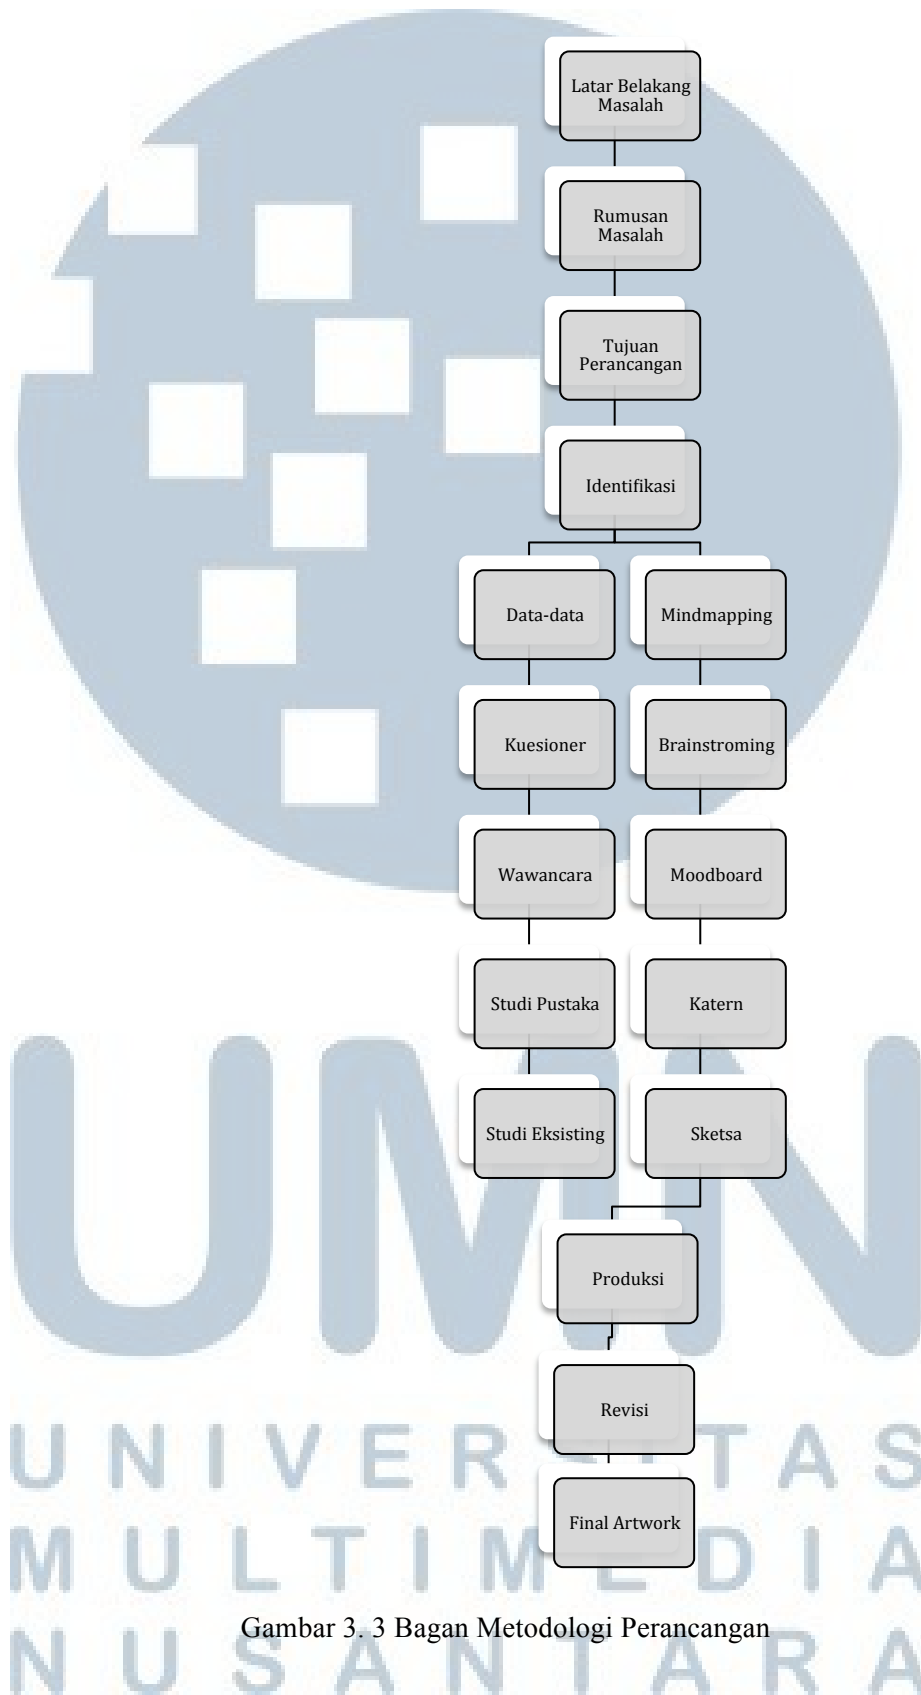 Latar Belakang
Masalah
Rumusan
Masalah
Tujuan
Perancangan
Identifikasi
Data-data
Mindmapping
Kuesioner
Brainstroming
Wawancara
Moodboard
Studi Pustaka
Katern
Studi Eksisting
Sketsa
Produksi
Revisi
Final Artwork
Gambar 3. 3 Bagan Metodologi Perancangan
UMN
UNIVERSITAS
MULTIMEDIA
NUSANTARA